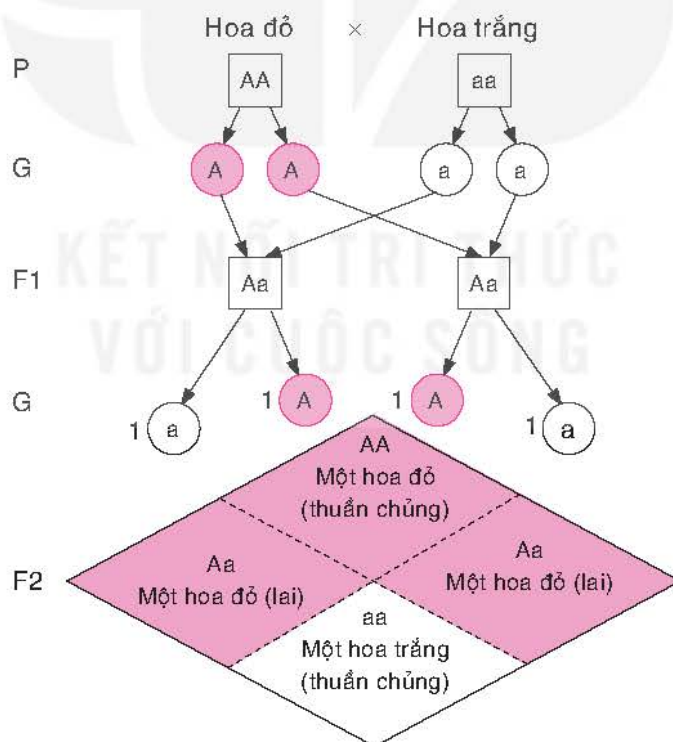 Hoa đỏ × Hoa trắng
P
AA aa
G
A A a a
KẾT NỐI TRI THỨC
F1
Aa Aa
VỚI CUỘC SỐNG
G
1 a 1 A 1 A 1 a
AA
Một hoa đỏ
(thuần chủng)
F2
Aa
Một hoa đỏ (lai)
Aa
Một hoa đỏ (lai)
aa
Một hoa trắng
(thuần chủng)